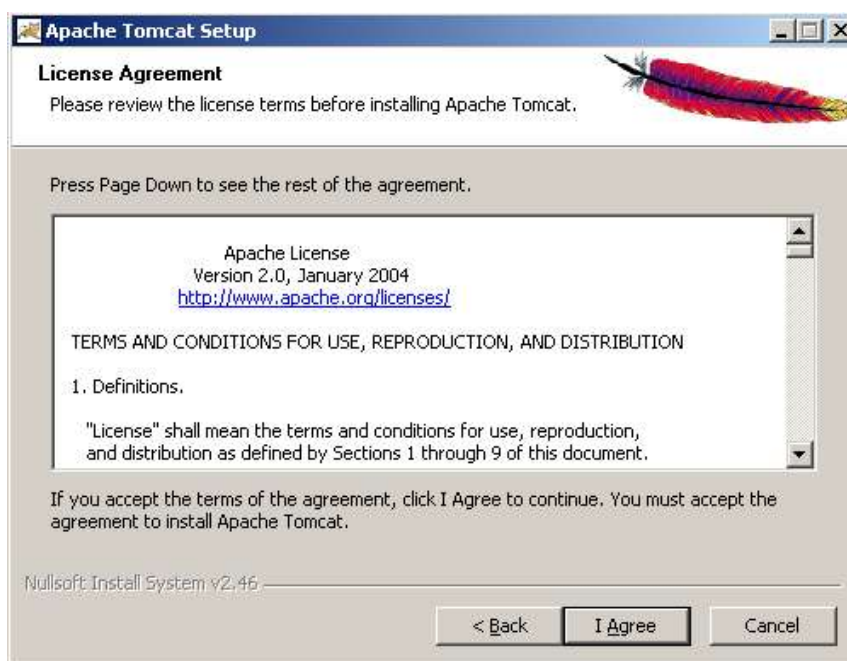 Apache Tomcat Setup
License Agreement
Please review the license terms before installing Apache Tomcat.
Press Page Down to see the rest of the agreement.
Apache License
Version 2.0, January 2004
http://www.apache.org/licenses/
TERMS AND CONDITIONS FOR USE, REPRODUCTION, AND DISTRIBUTION
1. Definitions.
"License" shall mean the terms and conditions for use, reproduction,
and distribution as defined by Sections 1 through 9 of this document.
If you accept the terms of the agreement, click I Agree to continue. You must accept the
agreement to install Apache Tomcat.
Nullsoft Install System v2.46
< Back I Agree Cancel